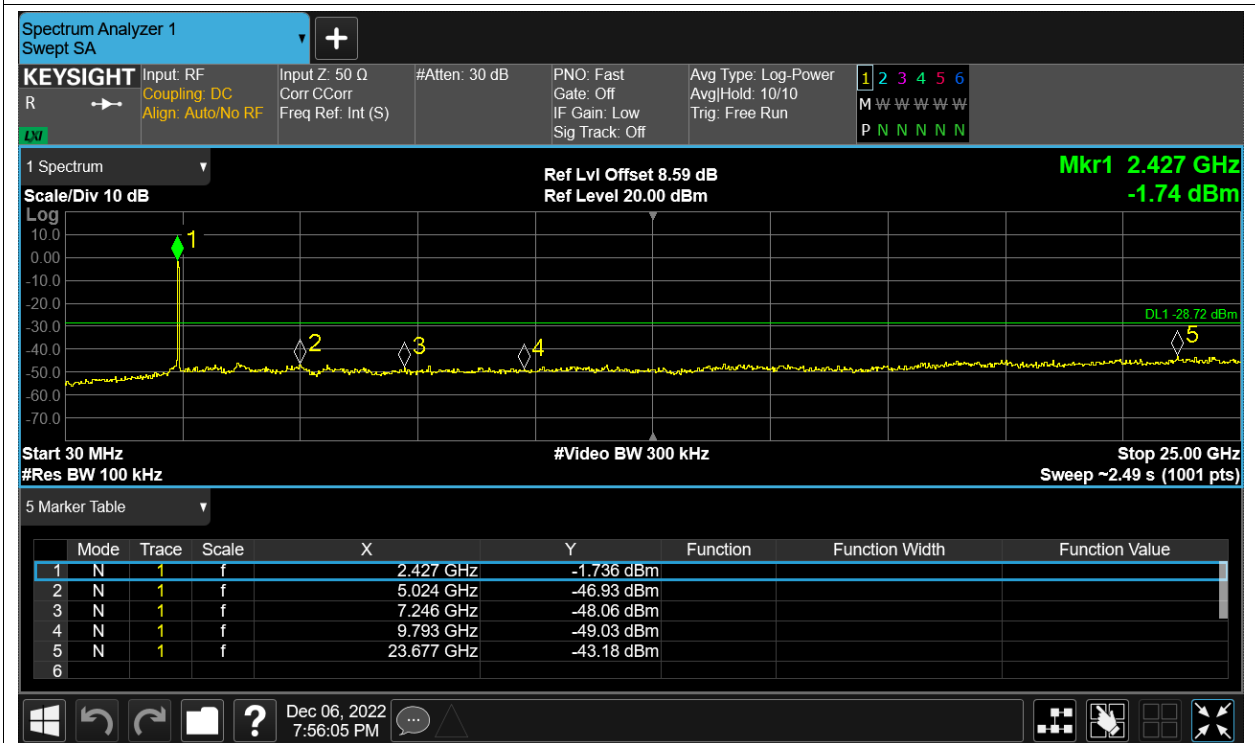 Spectrum Analyzer 1
Swept SA
KEYSIGHT
R
LXI
Input: RF
Coupling: DC
Align: Auto/No RF
Input Z: 50 Ω
Corr CCorr
Freq Ref: Int (S)
#Atten: 30 dB
PNO: Fast
Gate: Off
IF Gain: Low
Sig Track: Off
Avg Type: Log-Power
Avg|Hold: 10/10
Trig: Free Run
1 2 3 4 5 6
M W W W W W
P N N N N N
1 Spectrum
Scale/Div 10 dB
Ref Lvl Offset 8.59 dB
Ref Level 20.00 dBm
Mkr1 2.427 GHz
-1.74 dBm
Log
10.0
0.00
-10.0
-20.0
-30.0
-40.0
-50.0
-60.0
-70.0
1
2
3
4
5
DL1 -28.72 dBm
Start 30 MHz
#Res BW 100 kHz
#Video BW 300 kHz
Stop 25.00 GHz
Sweep ~2.49 s (1001 pts)
5 Marker Table
Mode Trace Scale X Y Function Function Width Function Value
1 N 1 f 2.427 GHz -1.736 dBm
2 N 1 f 5.024 GHz -46.93 dBm
3 N 1 f 7.246 GHz -48.06 dBm
4 N 1 f 9.793 GHz -49.03 dBm
5 N 1 f 23.677 GHz -43.18 dBm
6
?
Dec 06, 2022
7:56:05 PM